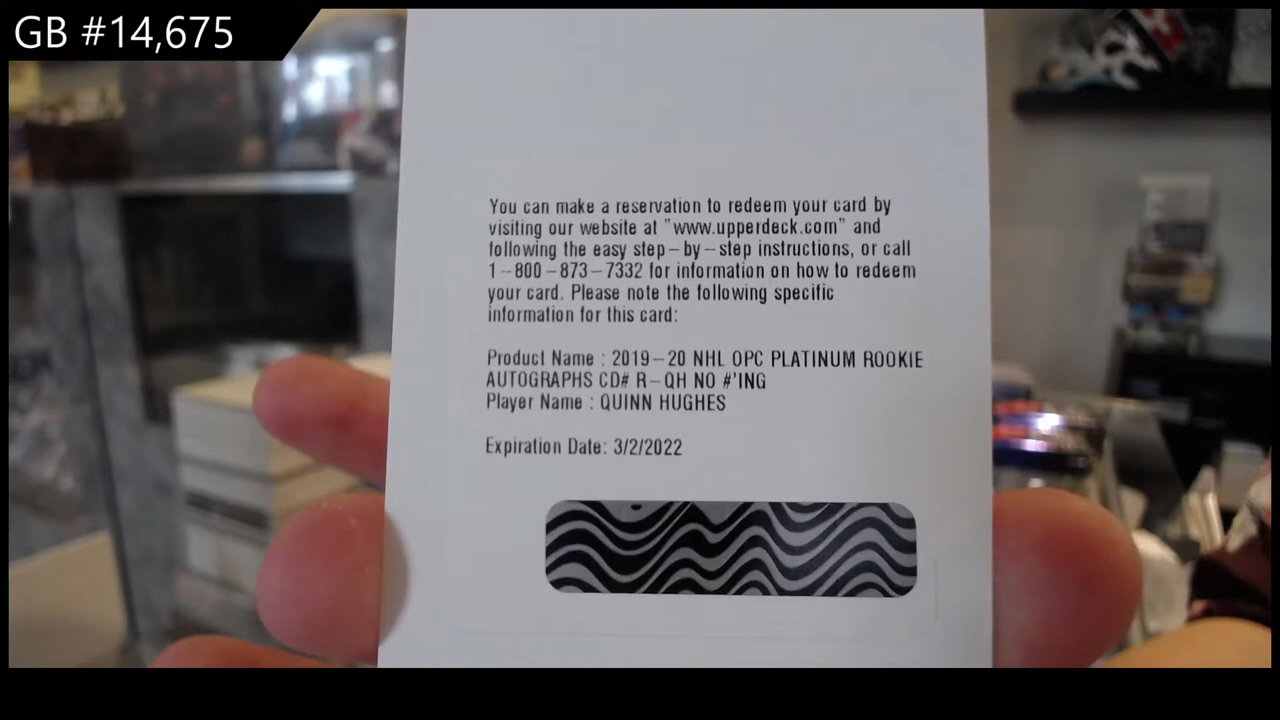 GB #14,675
You can make a reservation to redeem your card by
visiting our website at "www.upperdeck.com" and
following the easy step-by-step instructions, or call
1-800-873-7332 for information on how to redeem
your card. Please note the following specific
information for this card:
Product Name : 2019-20 NHL OPC PLATINUM ROOKIE
AUTOGRAPHS CD# R-QH NO #'ING
Player Name : QUINN HUGHES
Expiration Date: 3/2/2022